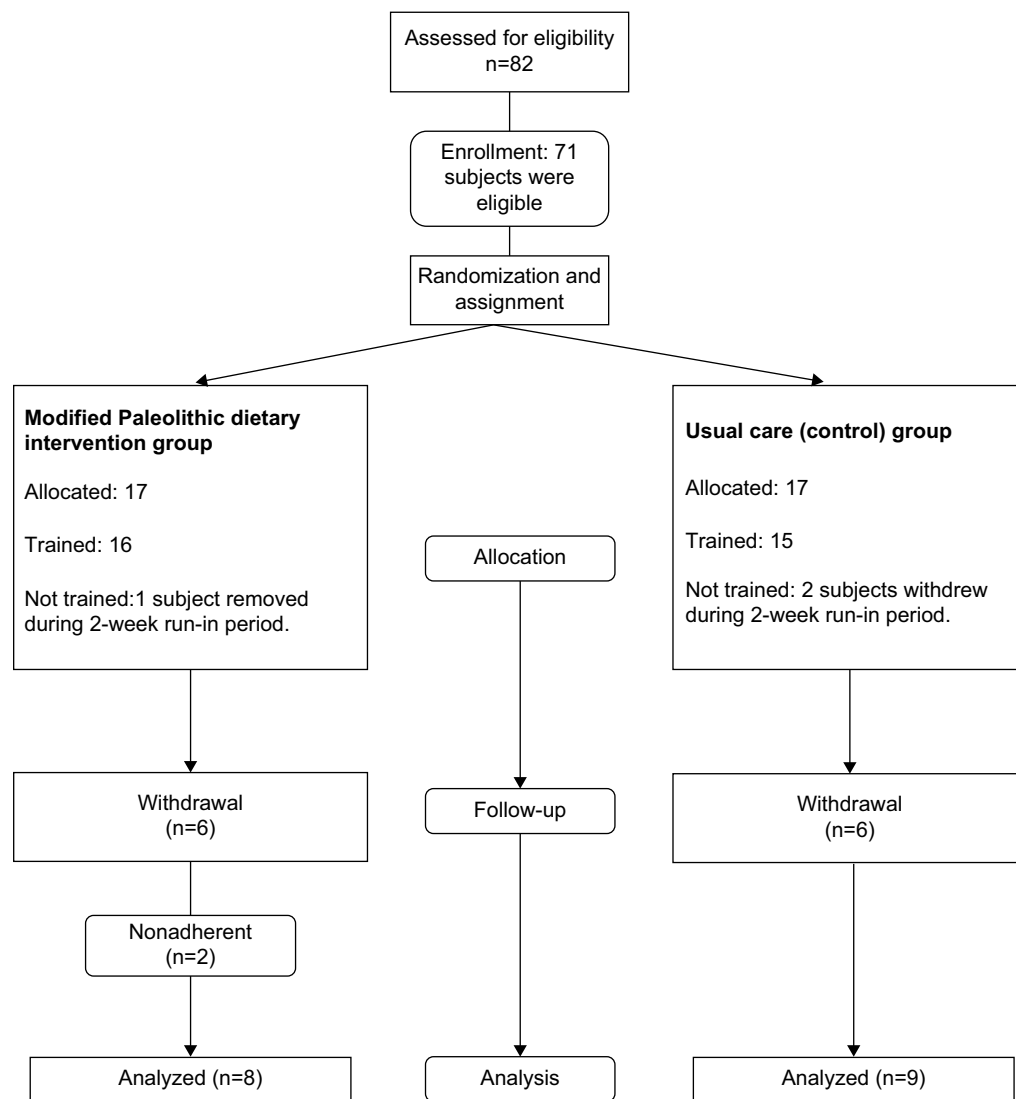 Assessed for eligibility
n=82
Enrollment: 71
subjects were
eligible
Randomization and
assignment
Modified Paleolithic dietary
intervention group
Allocated: 17
Trained: 16
Not trained:1 subject removed
during 2-week run-in period.
Usual care (control) group
Allocated: 17
Trained: 15
Not trained: 2 subjects withdrew
during 2-week run-in period.
Allocation
Withdrawal
(n=6)
Follow-up
Withdrawal
(n=6)
Nonadherent
(n=2)
Analyzed (n=8)
Analysis
Analyzed (n=9)